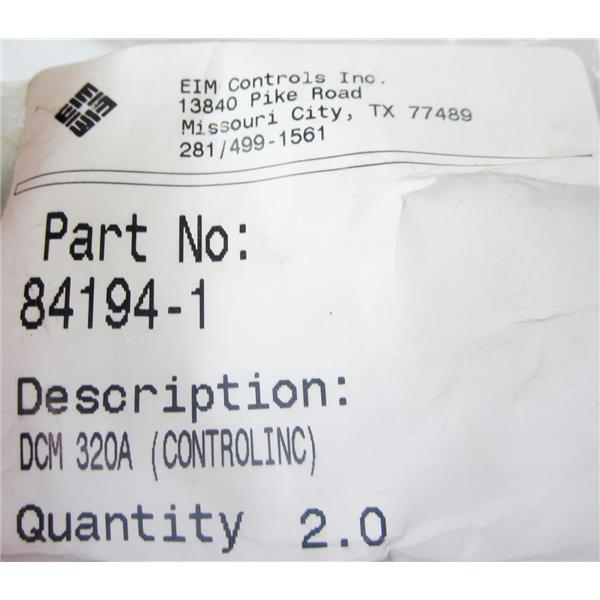 EIM
EIM Controls Inc.
13840 Pike Road
Missouri City, TX 77489
281/499-1561
Part No:
84194-1
Description:
DCM 320A (CONTROLINC)
Quantity 2.0